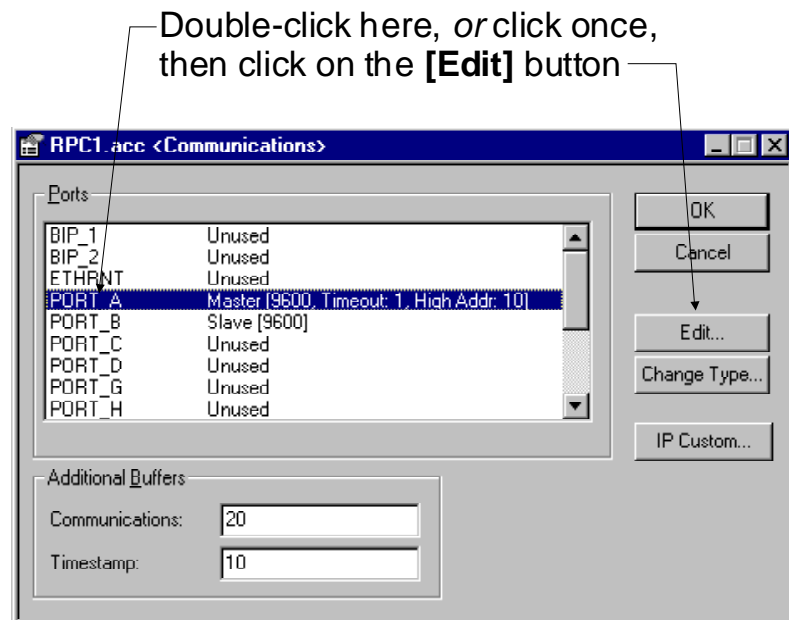 Double-click here, or click once,
then click on the [Edit] button
RPC1.acc <Communications>
Ports
BIP_1 Unused
BIP_2 Unused
ETHRNT Unused
PORT_A Master [9600, Timeout: 1, High Addr: 10]
PORT_B Slave [9600]
PORT_C Unused
PORT_D Unused
PORT_G Unused
PORT_H Unused
OK
Cancel
Edit...
Change Type...
IP Custom...
Additional Buffers
Communications: 20
Timestamp: 10